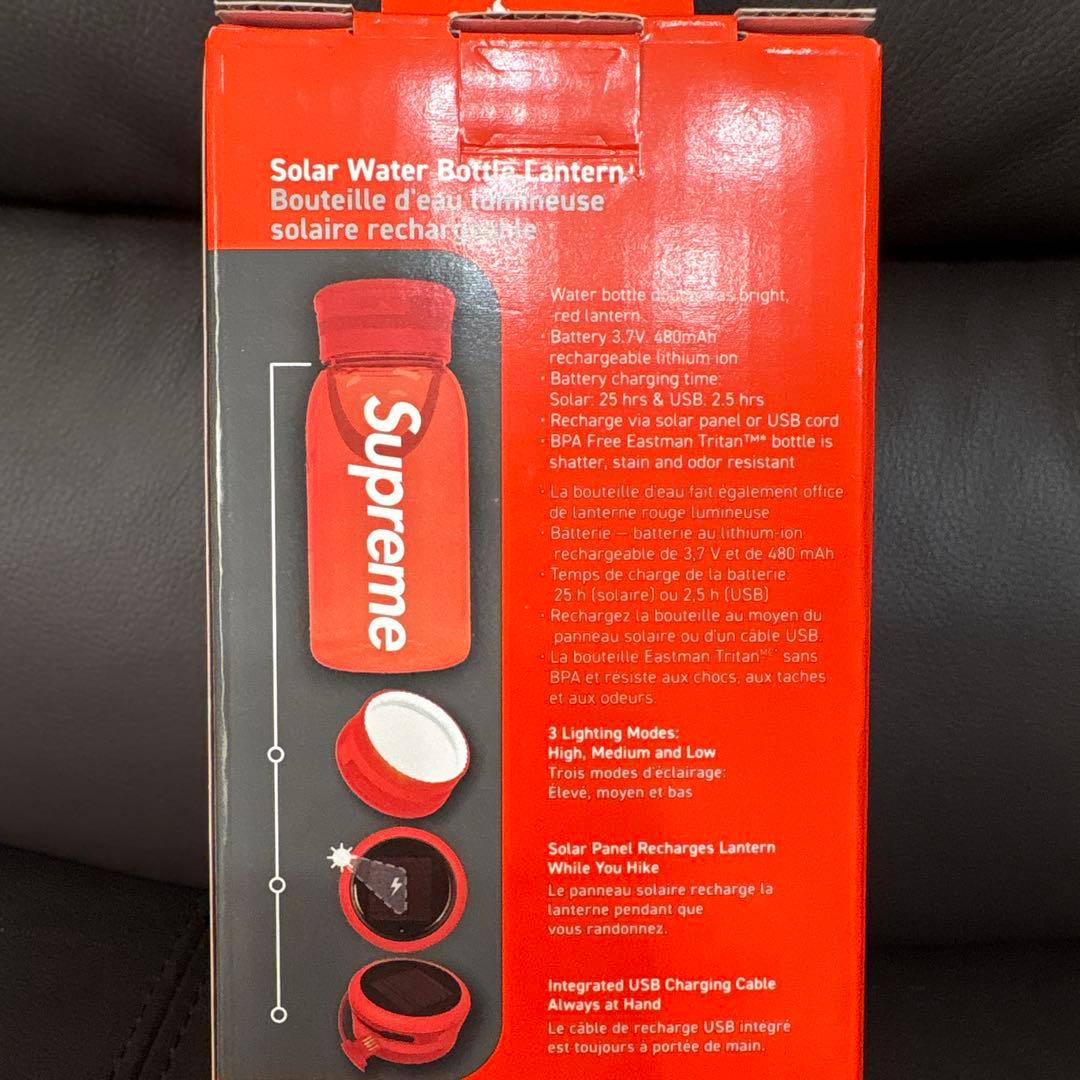 Solar Water Bottle Lantern
Bouteille d'eau lumineuse
solaire rechargeable
· Water bottle as bright,
red lantern
· Battery 3.7V. 480mAh
rechargeable lithium-ion
· Battery charging time:
Solar: 25 hrs & USB: 2.5 hrs
· Recharge via solar panel or USB cord
· BPA Free Eastman Tritan™* bottle is
shatter, stain and odor resistant
· La bouteille d'eau fait également office
de lanterne rouge lumineuse
· Batterie – batterie au lithium-ion
rechargeable de 3,7 V et de 480 mAh
· Temps de charge de la batterie:
25 h (solaire) ou 2,5 h (USB)
· Rechargez la bouteille au moyen du
panneau solaire ou d'un câble USB.
· La bouteille Eastman Tritan MC* sans
BPA et résiste aux chocs, aux taches
et aux odeurs.
Supreme
3 Lighting Modes:
High, Medium and Low
Trois modes d'éclairage:
Élevé, moyen et bas
Solar Panel Recharges Lantern
While You Hike
Le panneau solaire recharge la
lanterne pendant que
vous randonnez.
Integrated USB Charging Cable
Always at Hand
Le câble de recharge USB intégré
est toujours à portée de main.